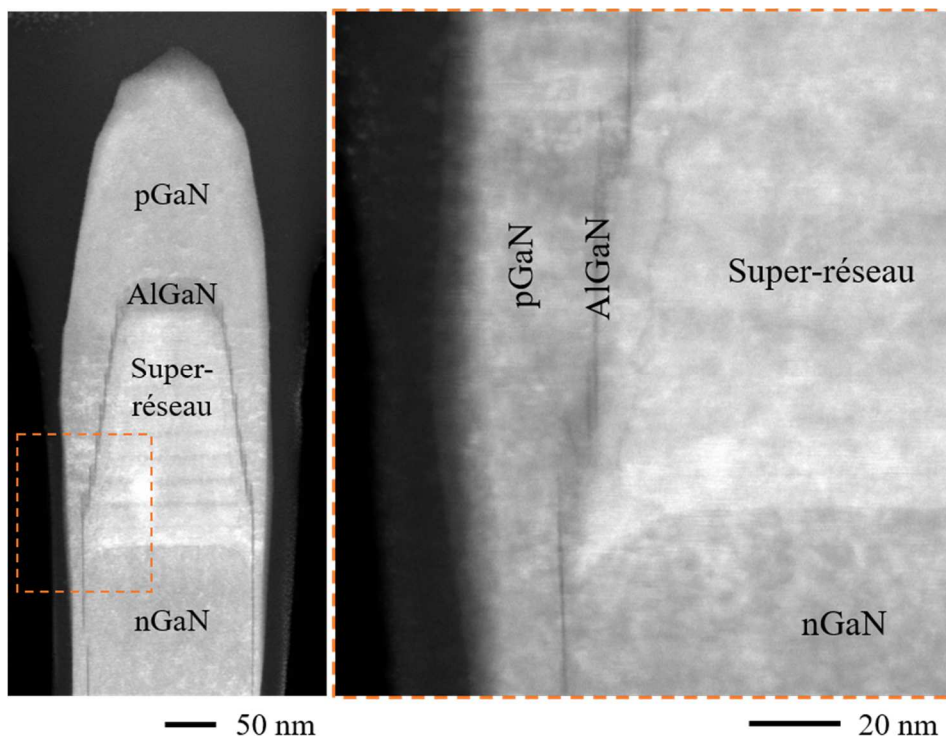 pGaN
AlGaN
Super-
réseau
nGaN
50 nm
pGaN
AlGaN
Super-réseau
nGaN
20 nm